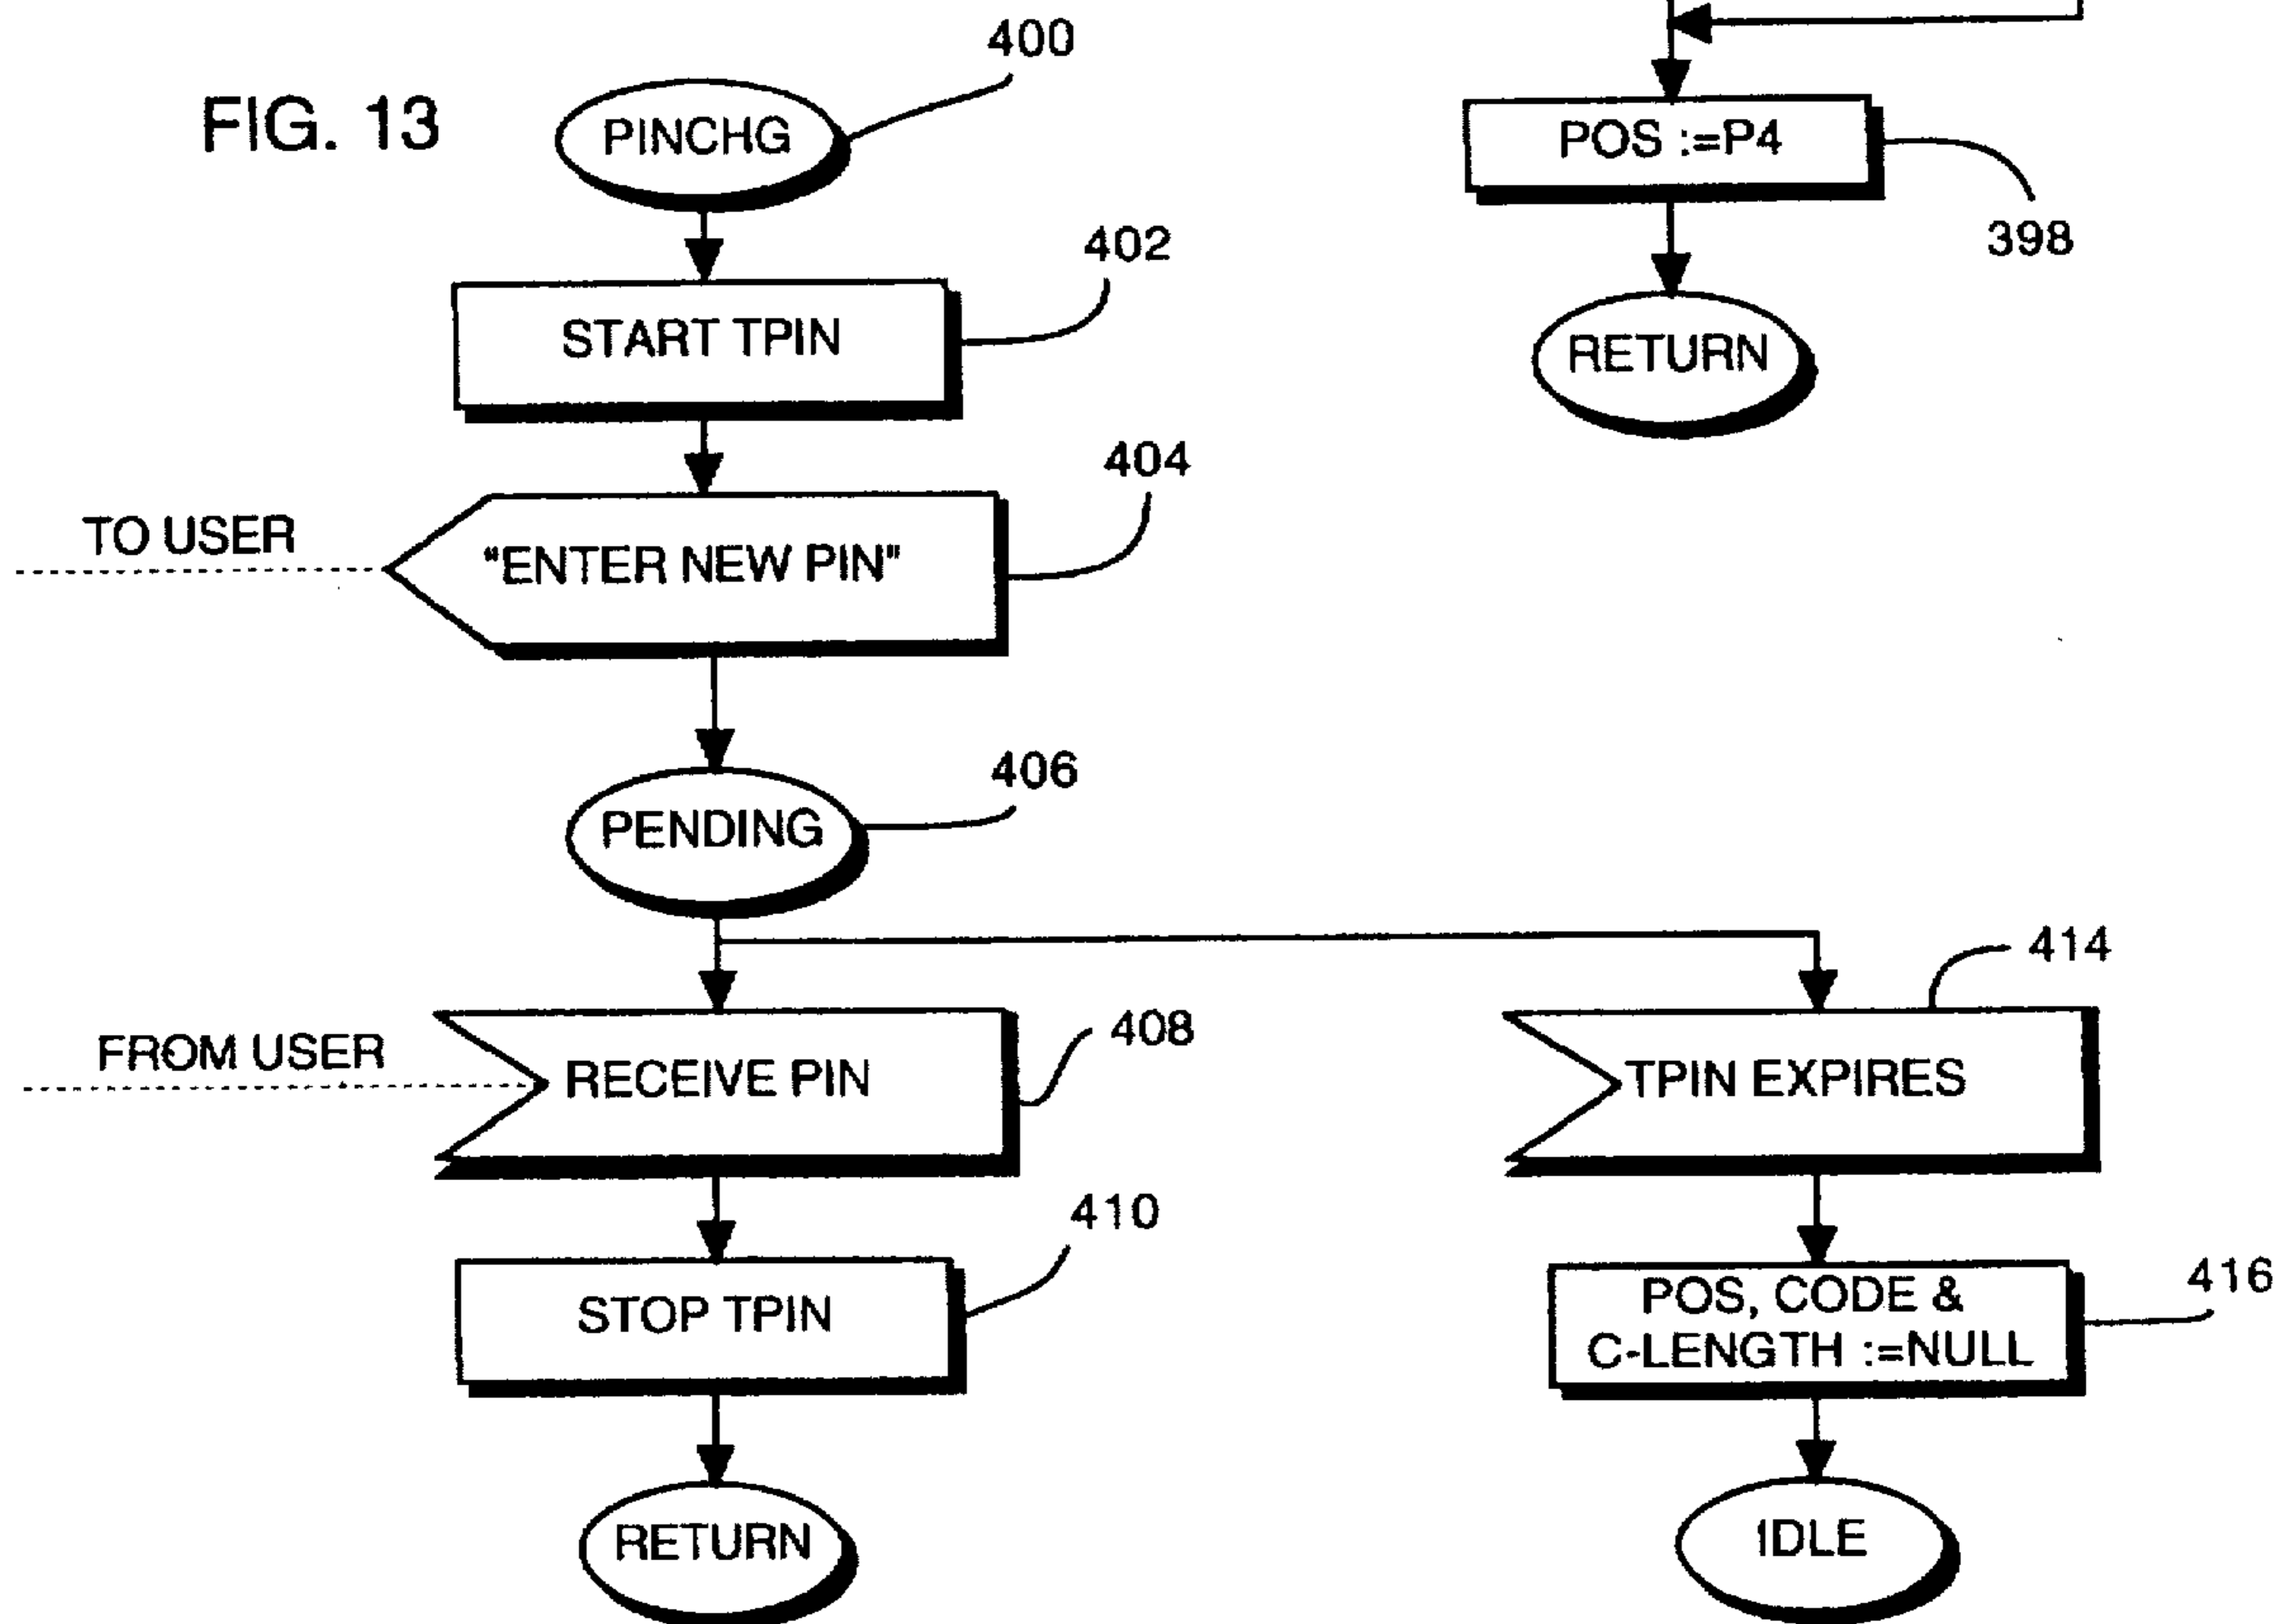 FIG. 13
PINCHG
400
START TPIN
402
TO USER
"ENTER NEW PIN"
404
PENDING
406
FROM USER
RECEIVE PIN
408
STOP TPIN
410
RETURN
TPIN EXPIRES
414
POS, CODE &
C-LENGTH :=NULL
416
IDLE
POS :=P4
398
RETURN